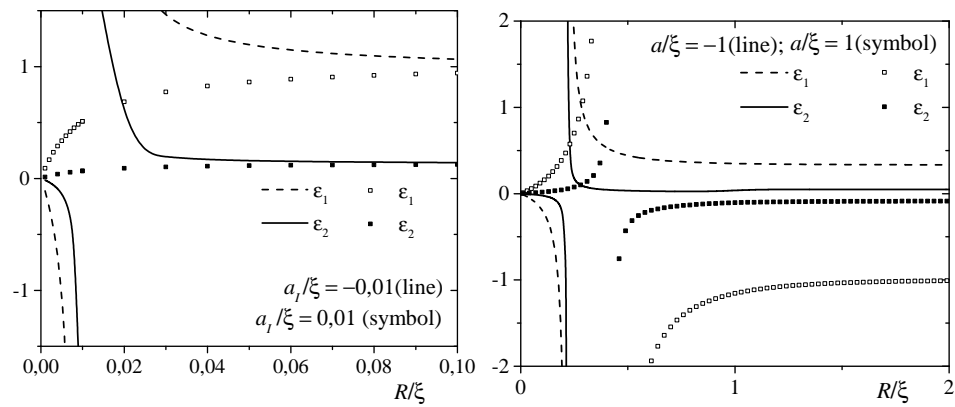 1
0
-1
0,00
0,02
0,04
0,06
0,08
0,10
R/ξ
ε₁ ε₁
ε₂ ε₂
a_I/ξ = −0,01(line)
a_I/ξ = 0,01 (symbol)
2
1
0
-1
-2
0
1
2
R/ξ
a/ξ = −1(line); a/ξ = 1(symbol)
ε₁ ε₁
ε₂ ε₂